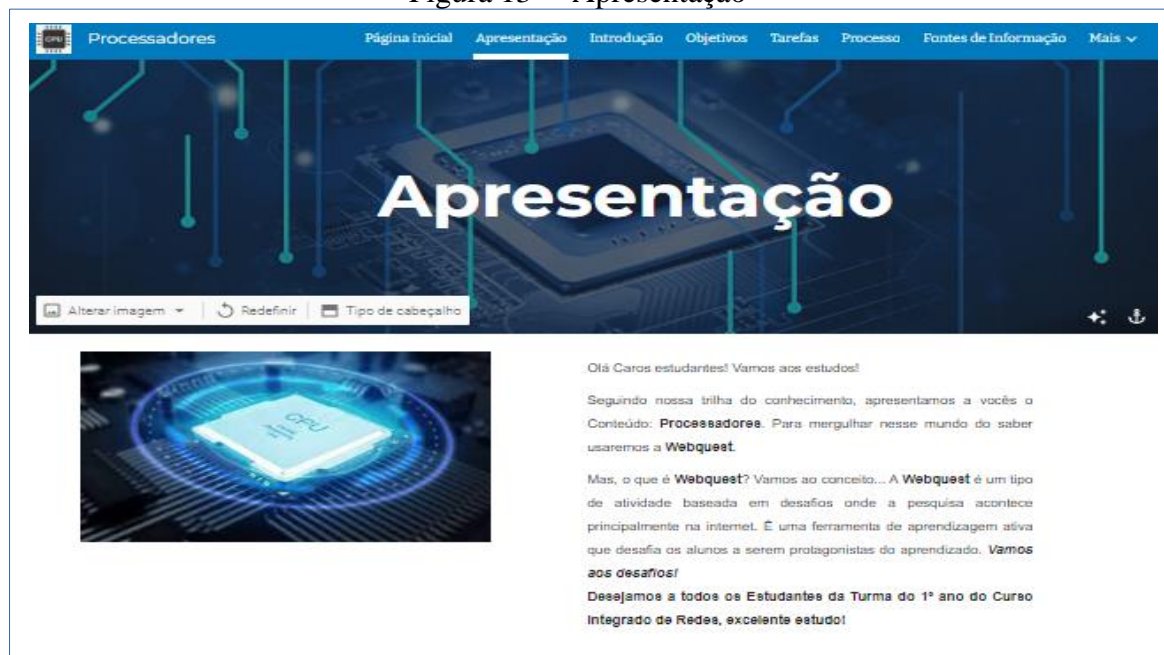 Apresentação
CPU
Processadores
Página inicial
Apresentação
Introdução
Objetivos
Tarefas
Processo
Fontes de Informação
Mais
Apresentação
Alterar imagem
Redefinir
Tipo de cabeçalho
CPU
Olá Caros estudantes! Vamos aos estudos!
Seguindo nossa trilha do conhecimento, apresentamos a vocês o
Conteúdo: Processadores. Para mergulhar nesse mundo do saber
usaremos a Webquest.
Mas, o que é Webquest? Vamos ao conceito... A Webquest é um tipo
de atividade baseada em desafios onde a pesquisa acontece
principalmente na internet. É uma ferramenta de aprendizagem ativa
que desafia os alunos a serem protagonistas do aprendizado. Vamos
aos desafios!
Desejamos a todos os Estudantes da Turma do 1º ano do Curso
Integrado de Redes, excelente estudo!